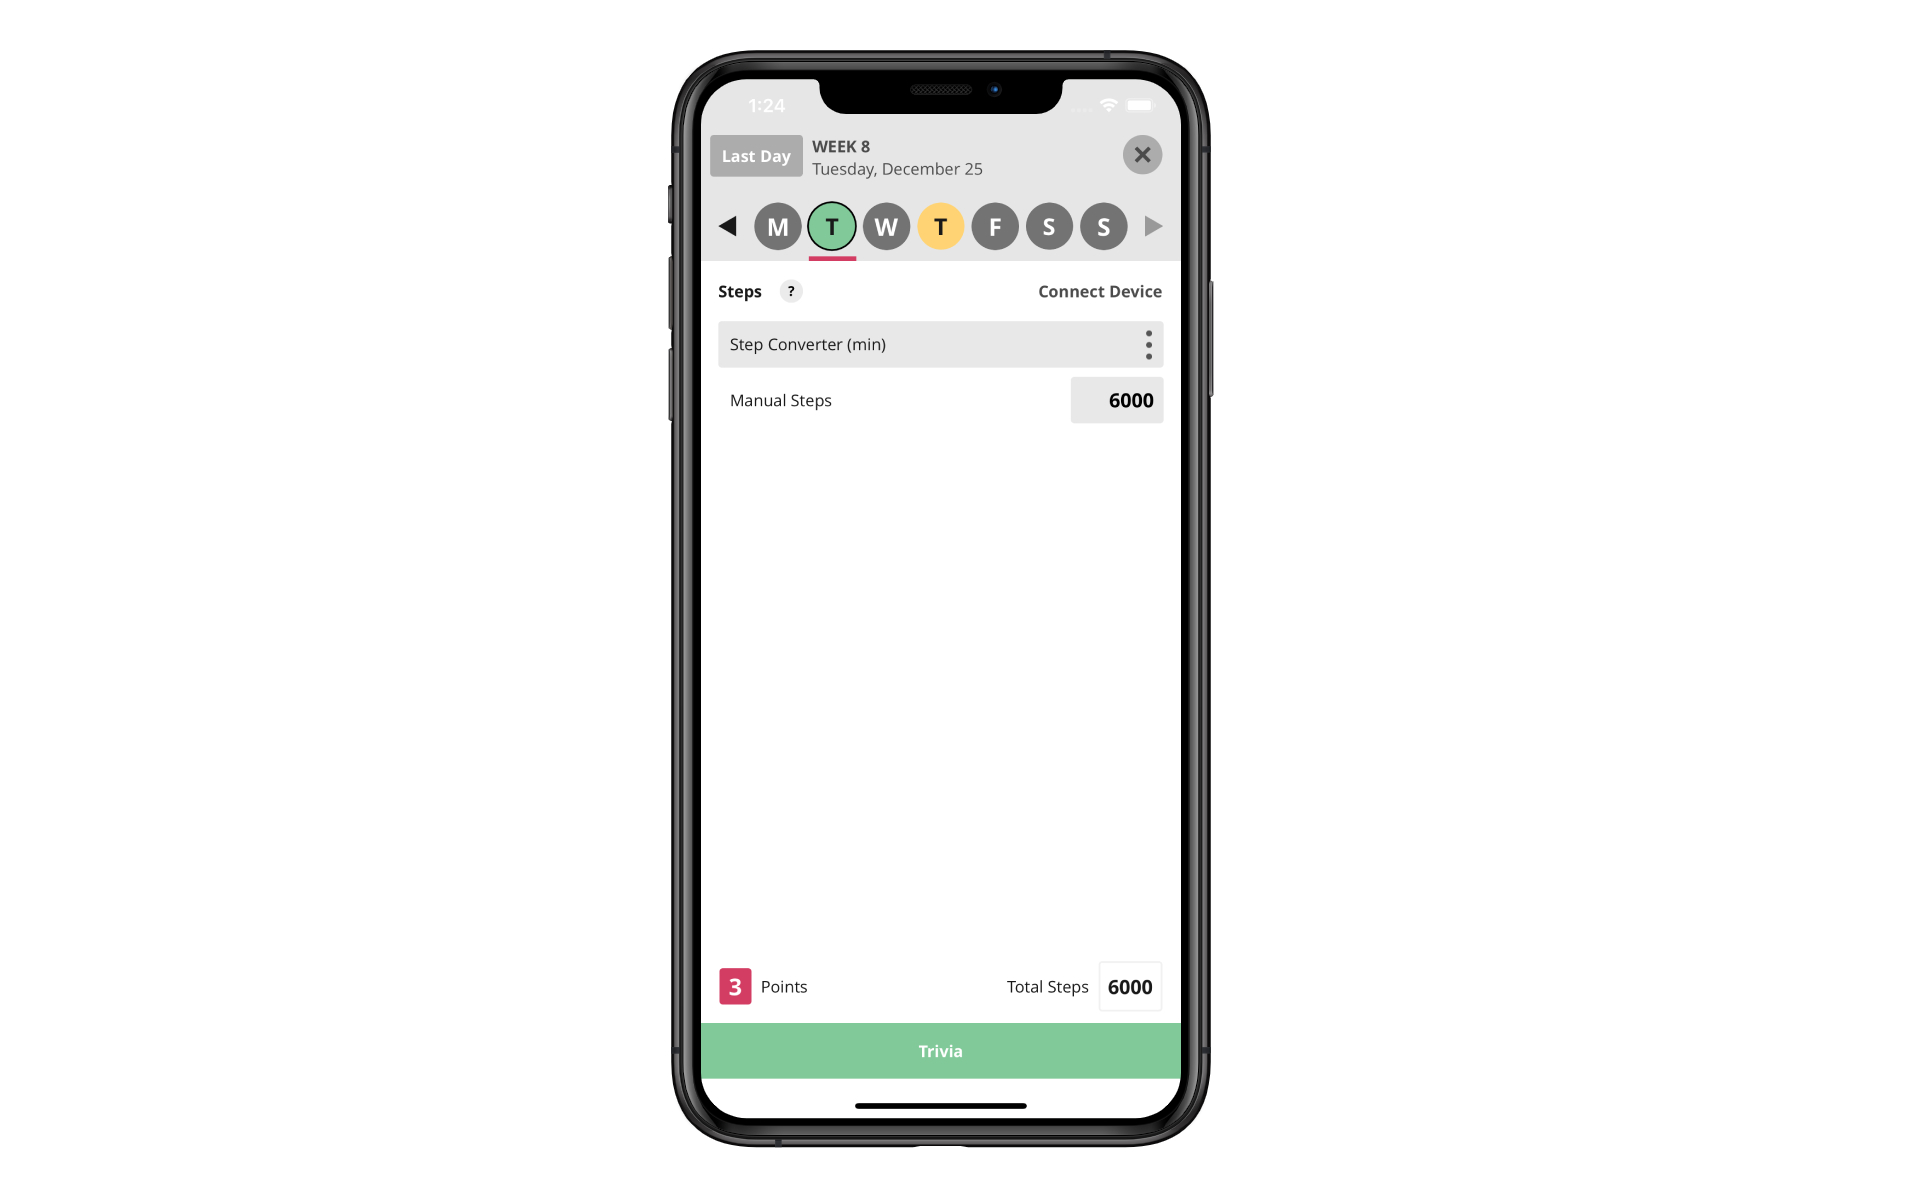 1:24
Last Day
WEEK 8
Tuesday, December 25
M T W T F S S
Steps ? Connect Device
Step Converter (min)
Manual Steps 6000
3 Points Total Steps 6000
Trivia